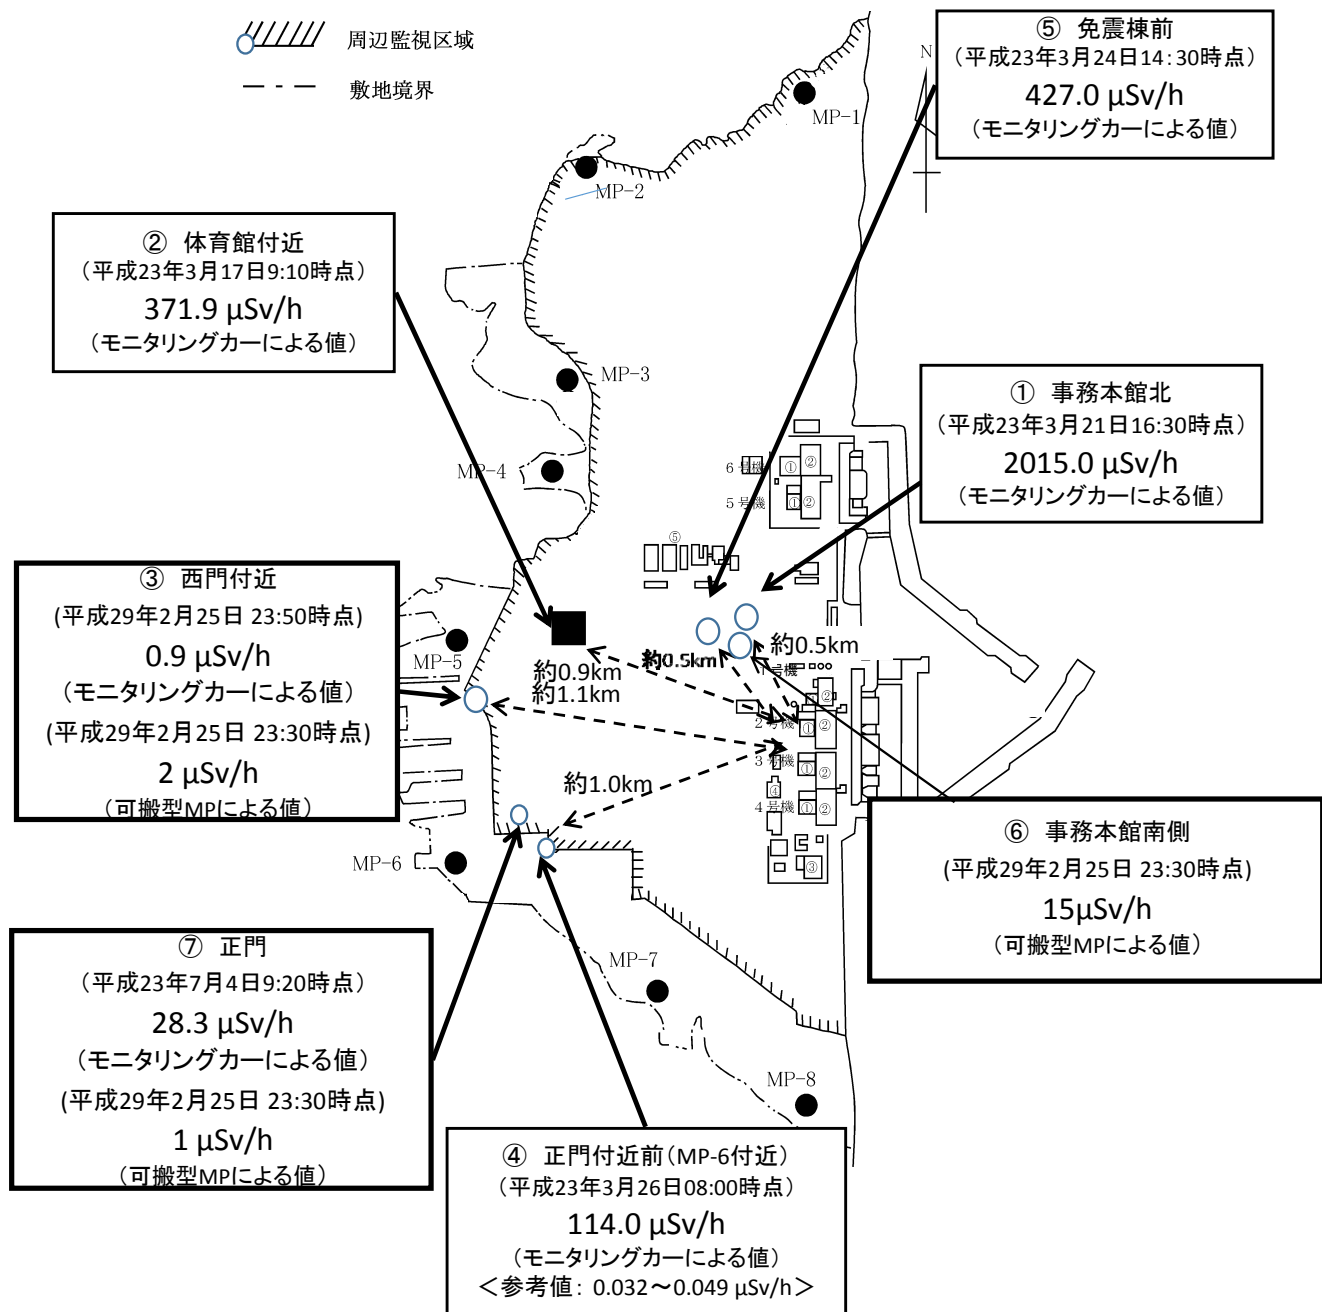 周辺監視区域
敷地境界
⑤ 免震棟前
(平成23年3月24日14:30時点)
427.0 μSv/h
(モニタリングカーによる値)
N
MP-1
MP-2
② 体育館付近
(平成23年3月17日9:10時点)
371.9 μSv/h
(モニタリングカーによる値)
MP-3
MP-4
① 事務本館北
(平成23年3月21日16:30時点)
2015.0 μSv/h
(モニタリングカーによる値)
6号機
① ②
5号機
① ②
⑤
③ 西門付近
(平成29年2月25日 23:50時点)
0.9 μSv/h
(モニタリングカーによる値)
(平成29年2月25日 23:30時点)
2 μSv/h
(可搬型MPによる値)
MP-5
約0.9km
約1.1km
約0.5km
約0.5km
1号機
②
2号機
① ②
3号機
① ②
④
4号機
① ②
③
約1.0km
MP-6
⑥ 事務本館南側
(平成29年2月25日 23:30時点)
15μSv/h
(可搬型MPによる値)
⑦ 正門
(平成23年7月4日9:20時点)
28.3 μSv/h
(モニタリングカーによる値)
(平成29年2月25日 23:30時点)
1 μSv/h
(可搬型MPによる値)
MP-7
MP-8
④ 正門付近前(MP-6付近)
(平成23年3月26日08:00時点)
114.0 μSv/h
(モニタリングカーによる値)
<参考値: 0.032～0.049 μSv/h>